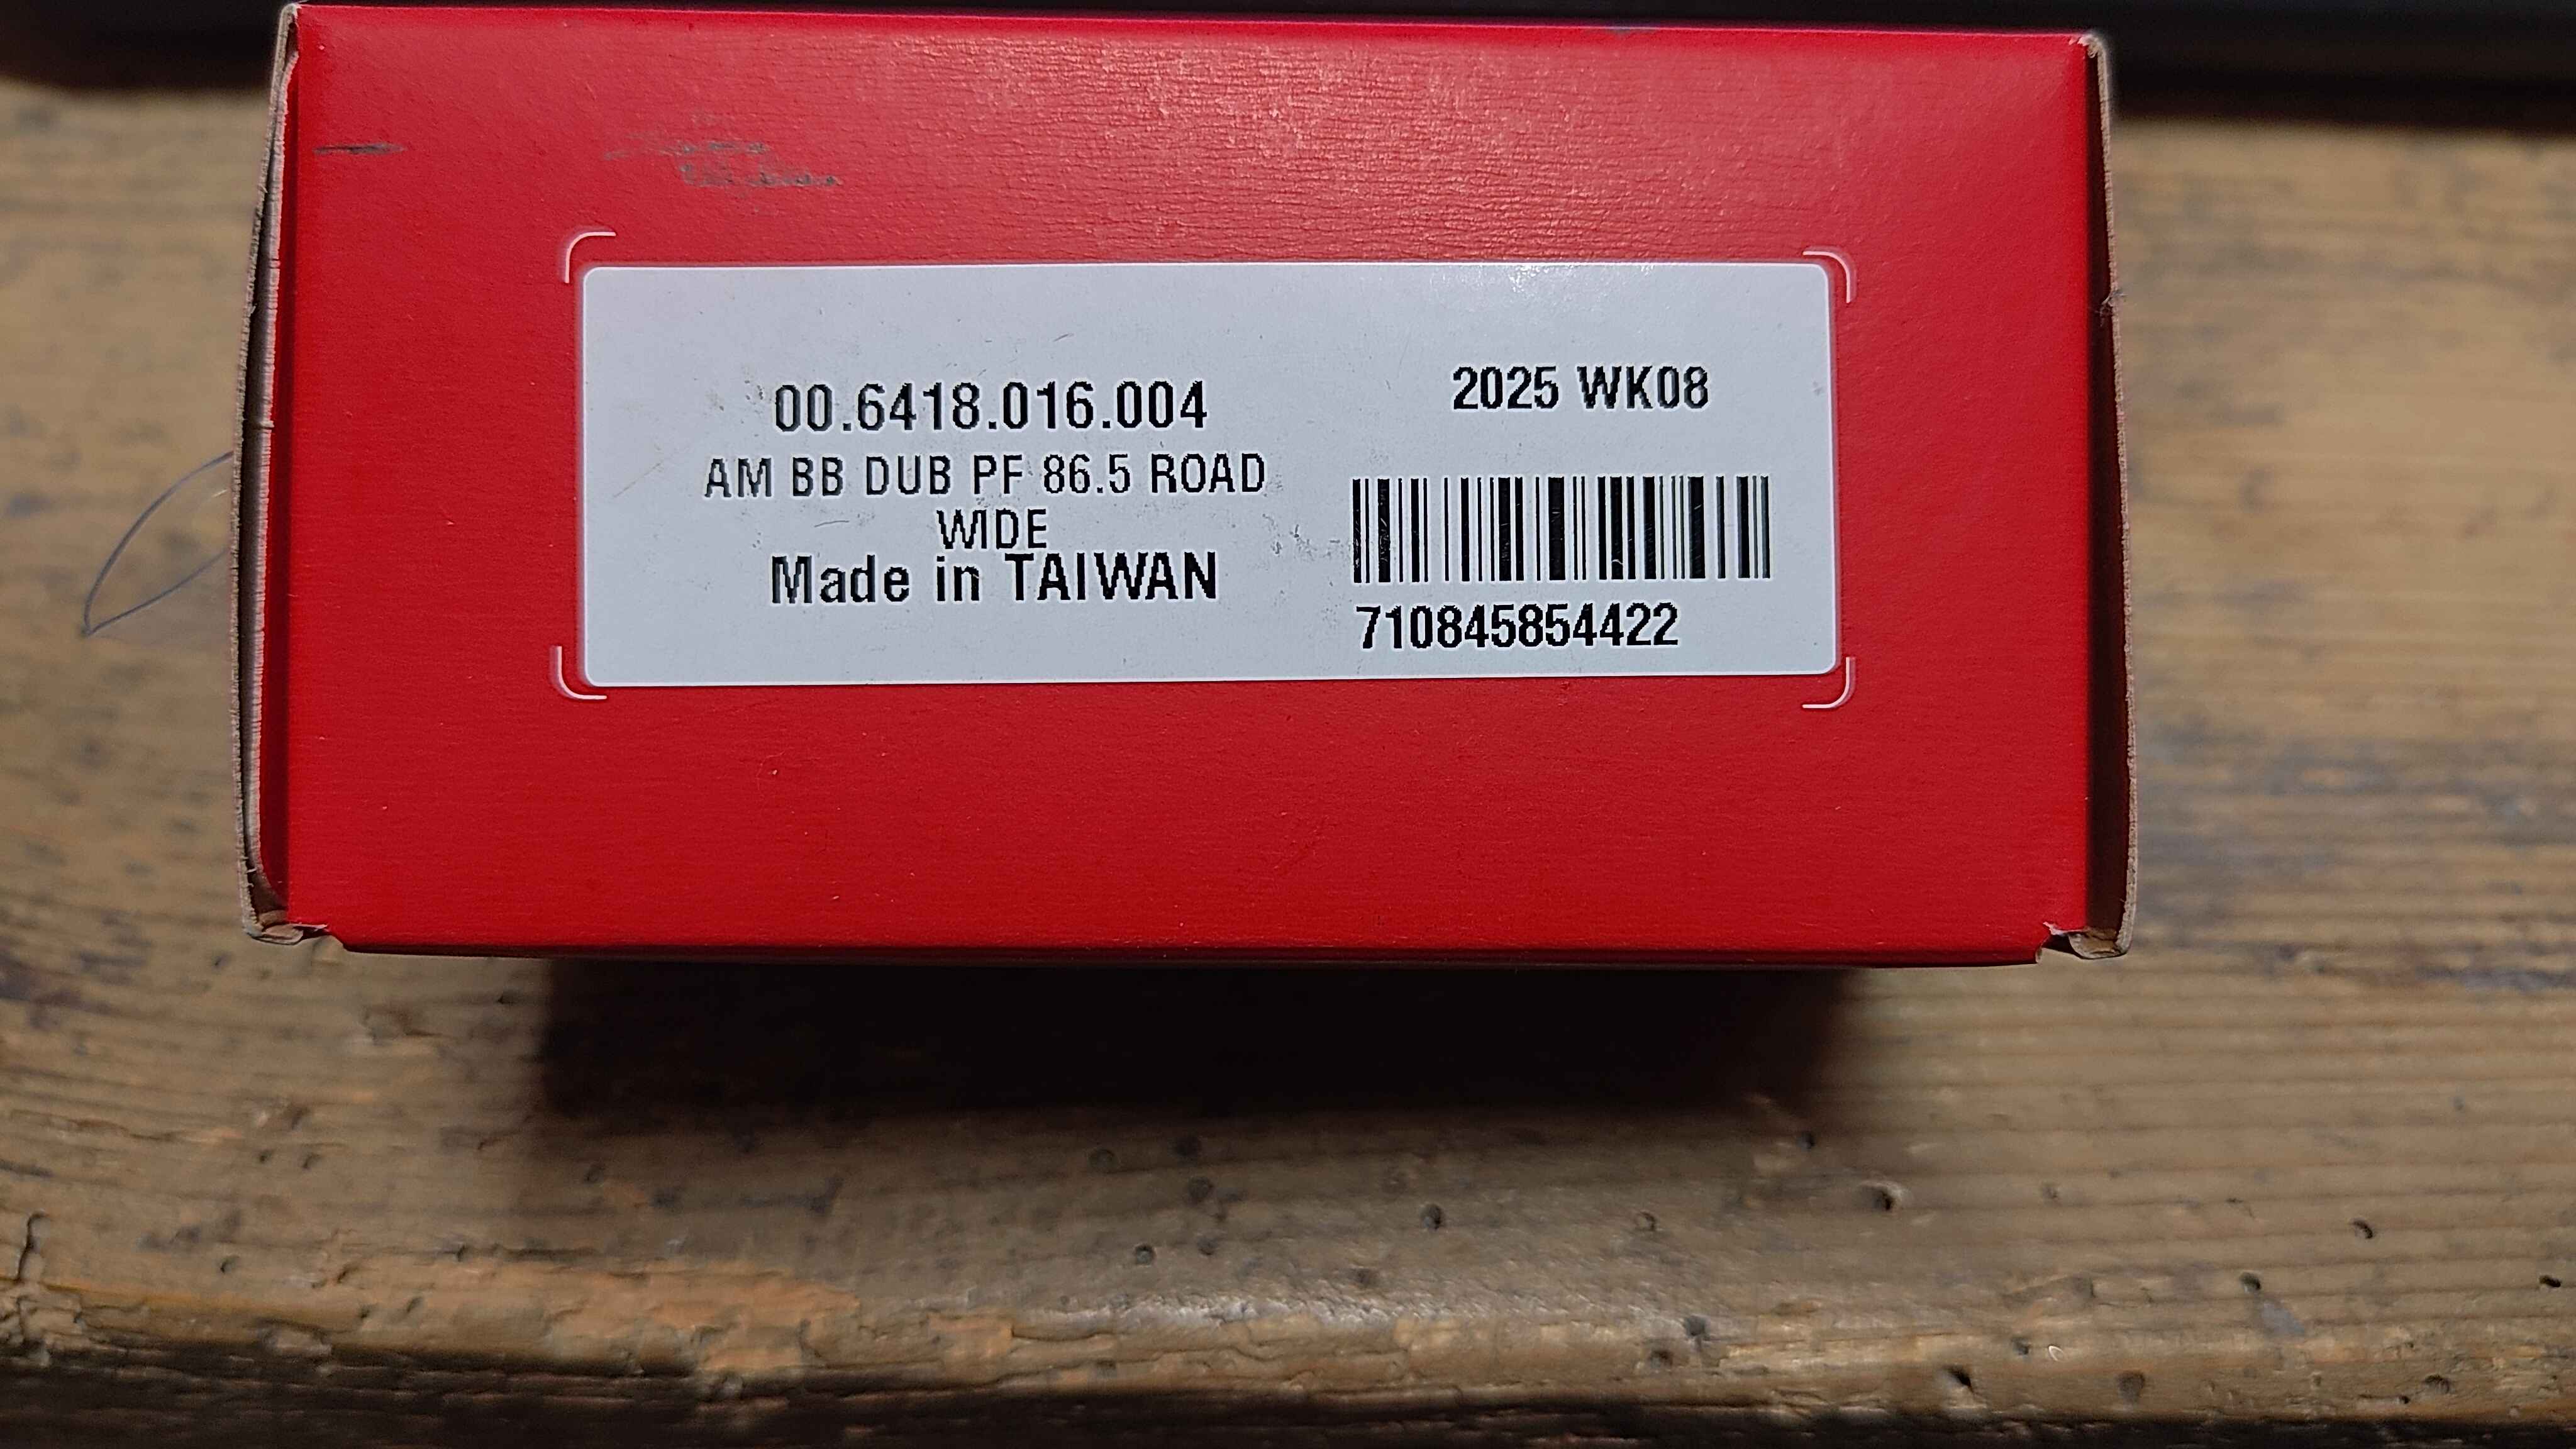 00.6418.016.004
AM BB DUB PF 86.5 ROAD
WIDE
Made in TAIWAN
2025 WK08
710845854422